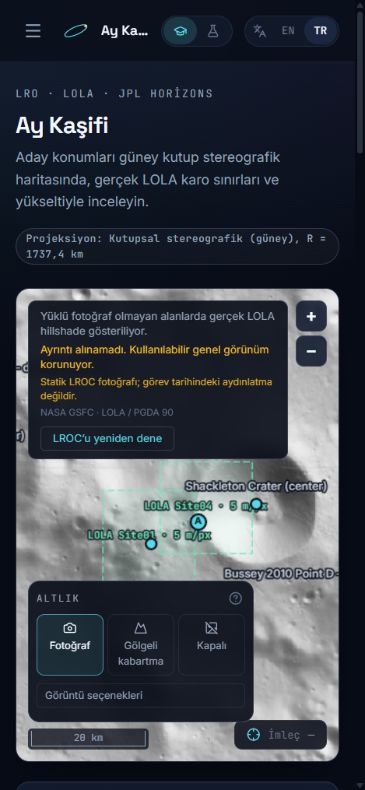 Ay Ka...
EN
TR
LRO · LOLA · JPL HORİZONS
Ay Kaşifi
Aday konumları güney kutup stereografik
haritasında, gerçek LOLA karo sınırları ve
yükseltiyle inceleyin.
Projeksiyon: Kutupsal stereografik (güney), R =
1737,4 km
Yüklü fotoğraf olmayan alanlarda gerçek LOLA
hillshade gösteriliyor.
Ayrıntı alınamadı. Kullanılabilir genel görünüm
korunuyor.
Statik LROC fotoğrafı; görev tarihindeki aydınlatma
değildir.
NASA GSFC · LOLA / PGDA 90
LROC'u yeniden dene
+
−
Shackleton Crater (center)
LOLA Site04 · 5 m/px
A
LOLA Site01 · 5 m/px
Bussey 2010 Point D
ALTLIK
?
Fotoğraf
Gölgeli
kabartma
Kapalı
Görüntü seçenekleri
20 km
İmleç —